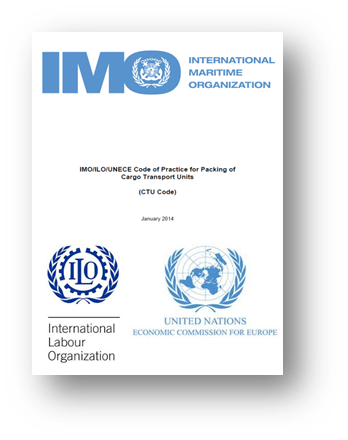 IMO
INTERNATIONAL
MARITIME
ORGANIZATION
IMO/ILO/UNECE Code of Practice for Packing of
Cargo Transport Units
(CTU Code)
January 2014
ILO
International
Labour
Organization
UNITED NATIONS
ECONOMIC COMMISSION FOR EUROPE